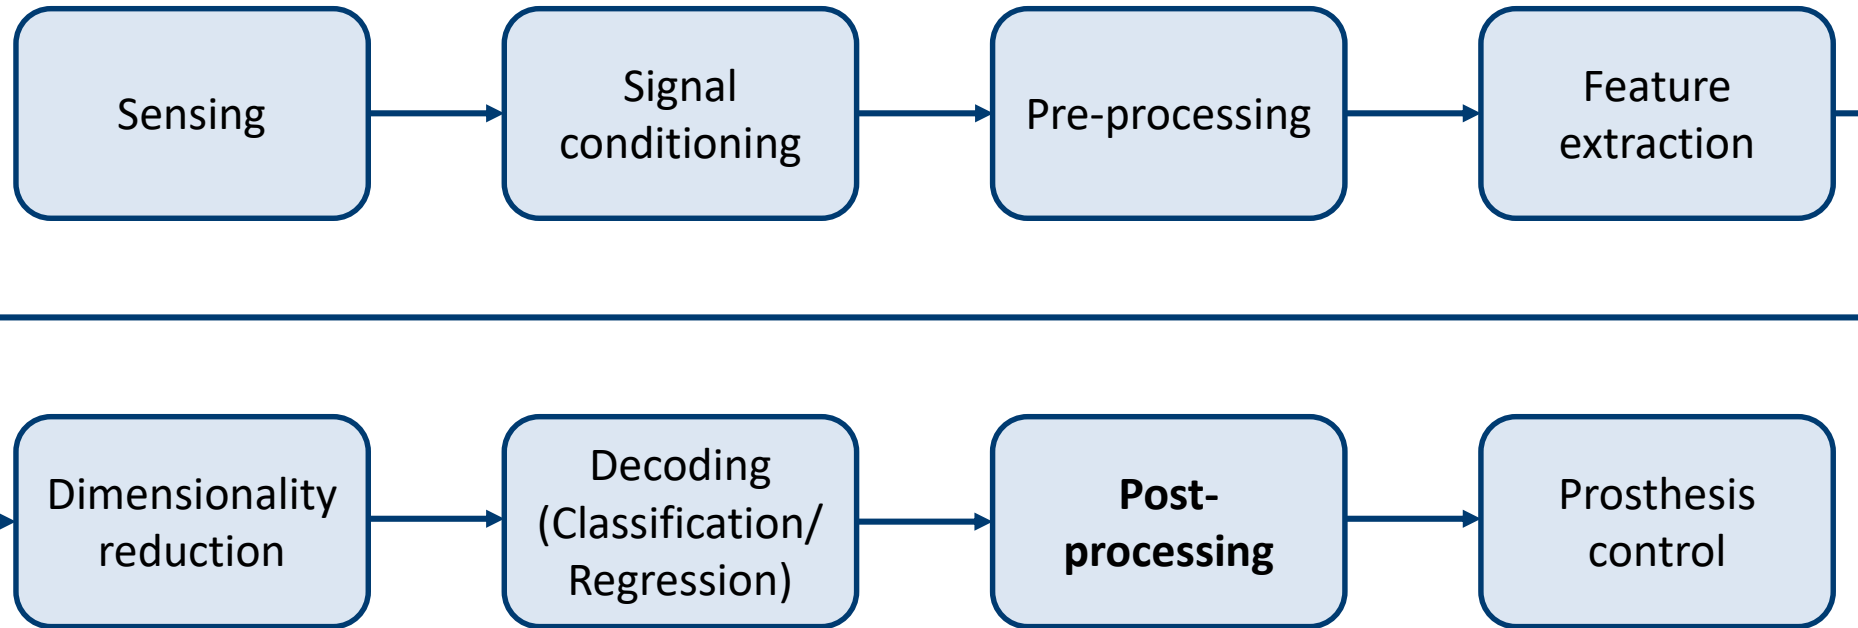 Sensing
Signal
conditioning
Pre-processing
Feature
extraction
Dimensionality
reduction
Decoding
(Classification/
Regression)
Post-
processing
Prosthesis
control